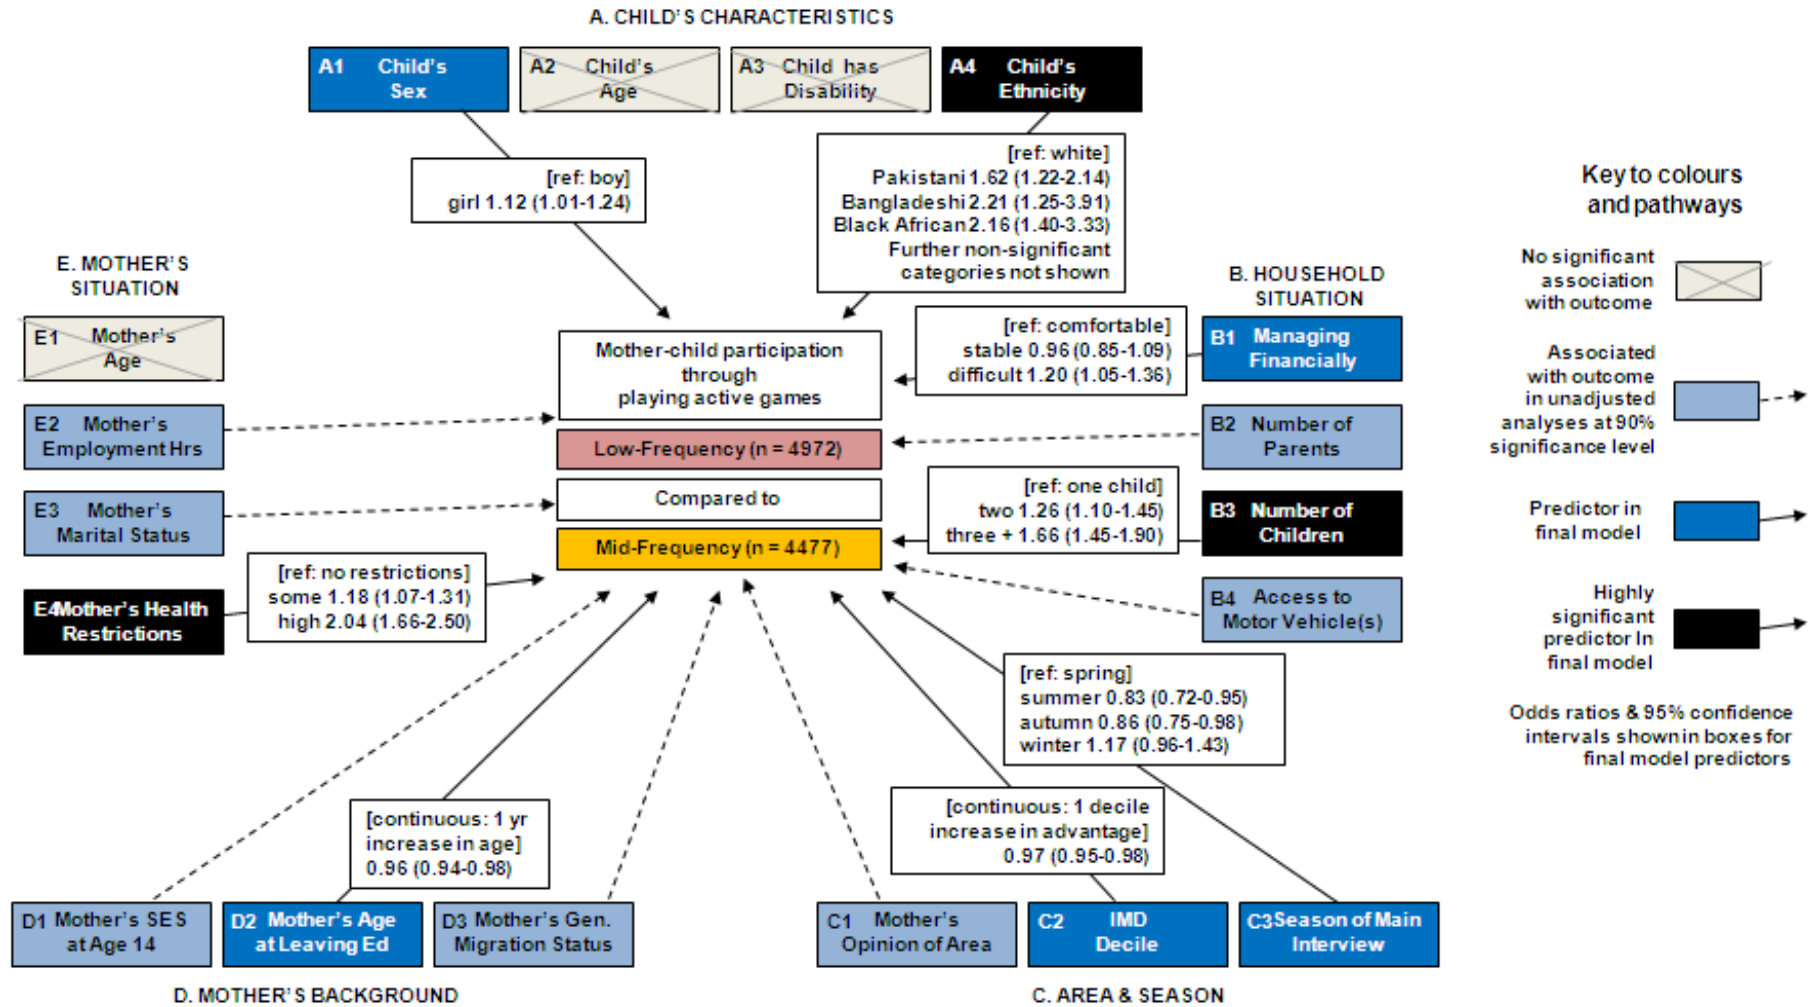 A. CHILD'S CHARACTERISTICS
A1 Child's
Sex
A2 Child's
Age
A3 Child has
Disability
A4 Child's
Ethnicity
[ref: boy]
girl 1.12 (1.01-1.24)
[ref: white]
Pakistani 1.62 (1.22-2.14)
Bangladeshi 2.21 (1.25-3.91)
Black African 2.16 (1.40-3.33)
Further non-significant
categories not shown
E. MOTHER'S
SITUATION
E1 Mother's
Age
E2 Mother's
Employment Hrs
E3 Mother's
Marital Status
E4 Mother's Health
Restrictions
[ref: no restrictions]
some 1.18 (1.07-1.31)
high 2.04 (1.66-2.50)
Mother-child participation
through
playing active games
Low-Frequency (n = 4972)
Compared to
Mid-Frequency (n = 4477)
B. HOUSEHOLD
SITUATION
[ref: comfortable]
stable 0.96 (0.85-1.09)
difficult 1.20 (1.05-1.36)
B1 Managing
Financially
B2 Number of
Parents
[ref: one child]
two 1.26 (1.10-1.45)
three + 1.66 (1.45-1.90)
B3 Number of
Children
B4 Access to
Motor Vehicle(s)
[ref: spring]
summer 0.83 (0.72-0.95)
autumn 0.86 (0.75-0.98)
winter 1.17 (0.96-1.43)
[continuous: 1 yr
increase in age]
0.96 (0.94-0.98)
[continuous: 1 decile
increase in advantage]
0.97 (0.95-0.98)
D1 Mother's SES
at Age 14
D2 Mother's Age
at Leaving Ed
D3 Mother's Gen.
Migration Status
D. MOTHER'S BACKGROUND
C1 Mother's
Opinion of Area
C2 IMD
Decile
C3 Season of Main
Interview
C. AREA & SEASON
Key to colours
and pathways
No significant
association
with outcome
Associated
with outcome
in unadjusted
analyses at 90%
significance level
Predictor in
final model
Highly
significant
predictor In
final model
Odds ratios & 95% confidence
intervals shown in boxes for
final model predictors